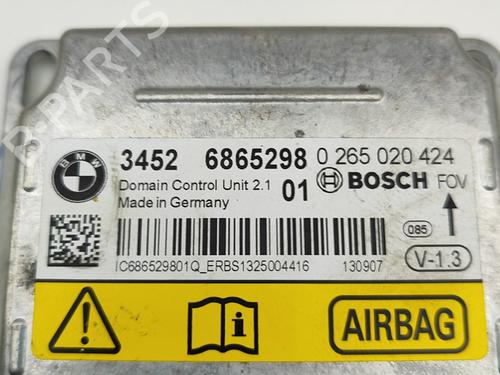 B-PARTS
BMW
3452 6865298 0 265 020 424
Domain Control Unit 2.1 01 BOSCH FOV
Made in Germany
085
IC686529801Q_ERBS1325004416 130907 V-1.3
i
AIRBAG